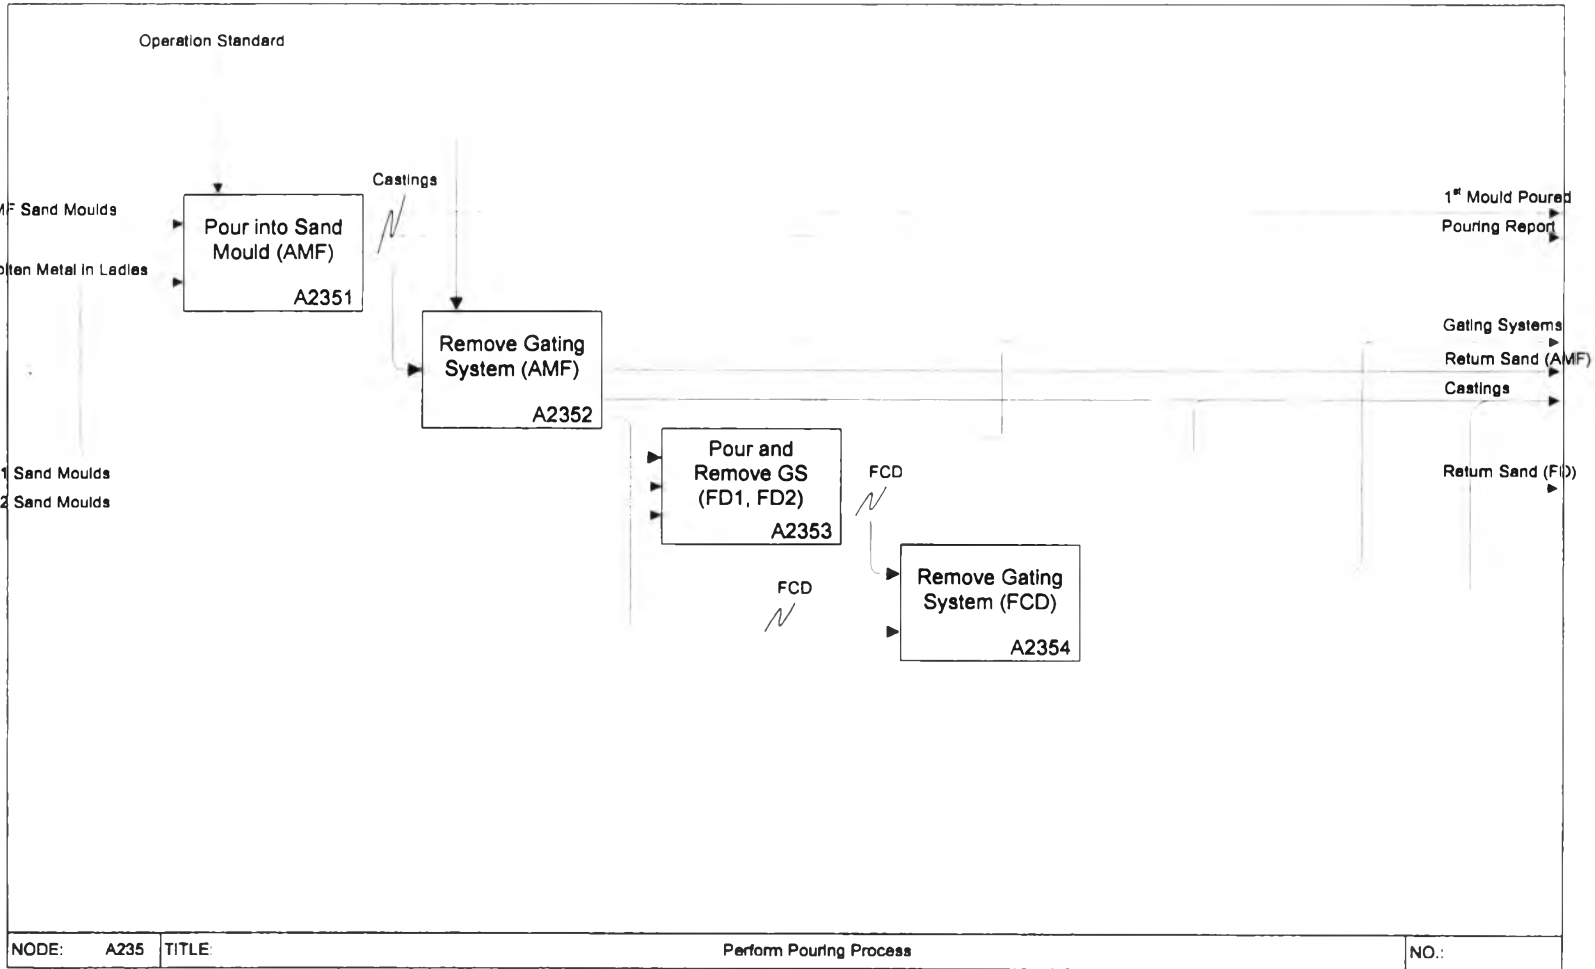 Operation Standard
Castings
MF Sand Moulds
Pour into Sand
Mould (AMF)
A2351
1st Mould Poured
Pouring Report
Molten Metal in Ladles
Remove Gating
System (AMF)
A2352
Gating Systems
Return Sand (AMF)
Castings
1 Sand Moulds
2 Sand Moulds
Pour and
Remove GS
(FD1, FD2)
A2353
FCD
Return Sand (FD)
FCD
Remove Gating
System (FCD)
A2354
NODE: A235 TITLE: Perform Pouring Process NO.: